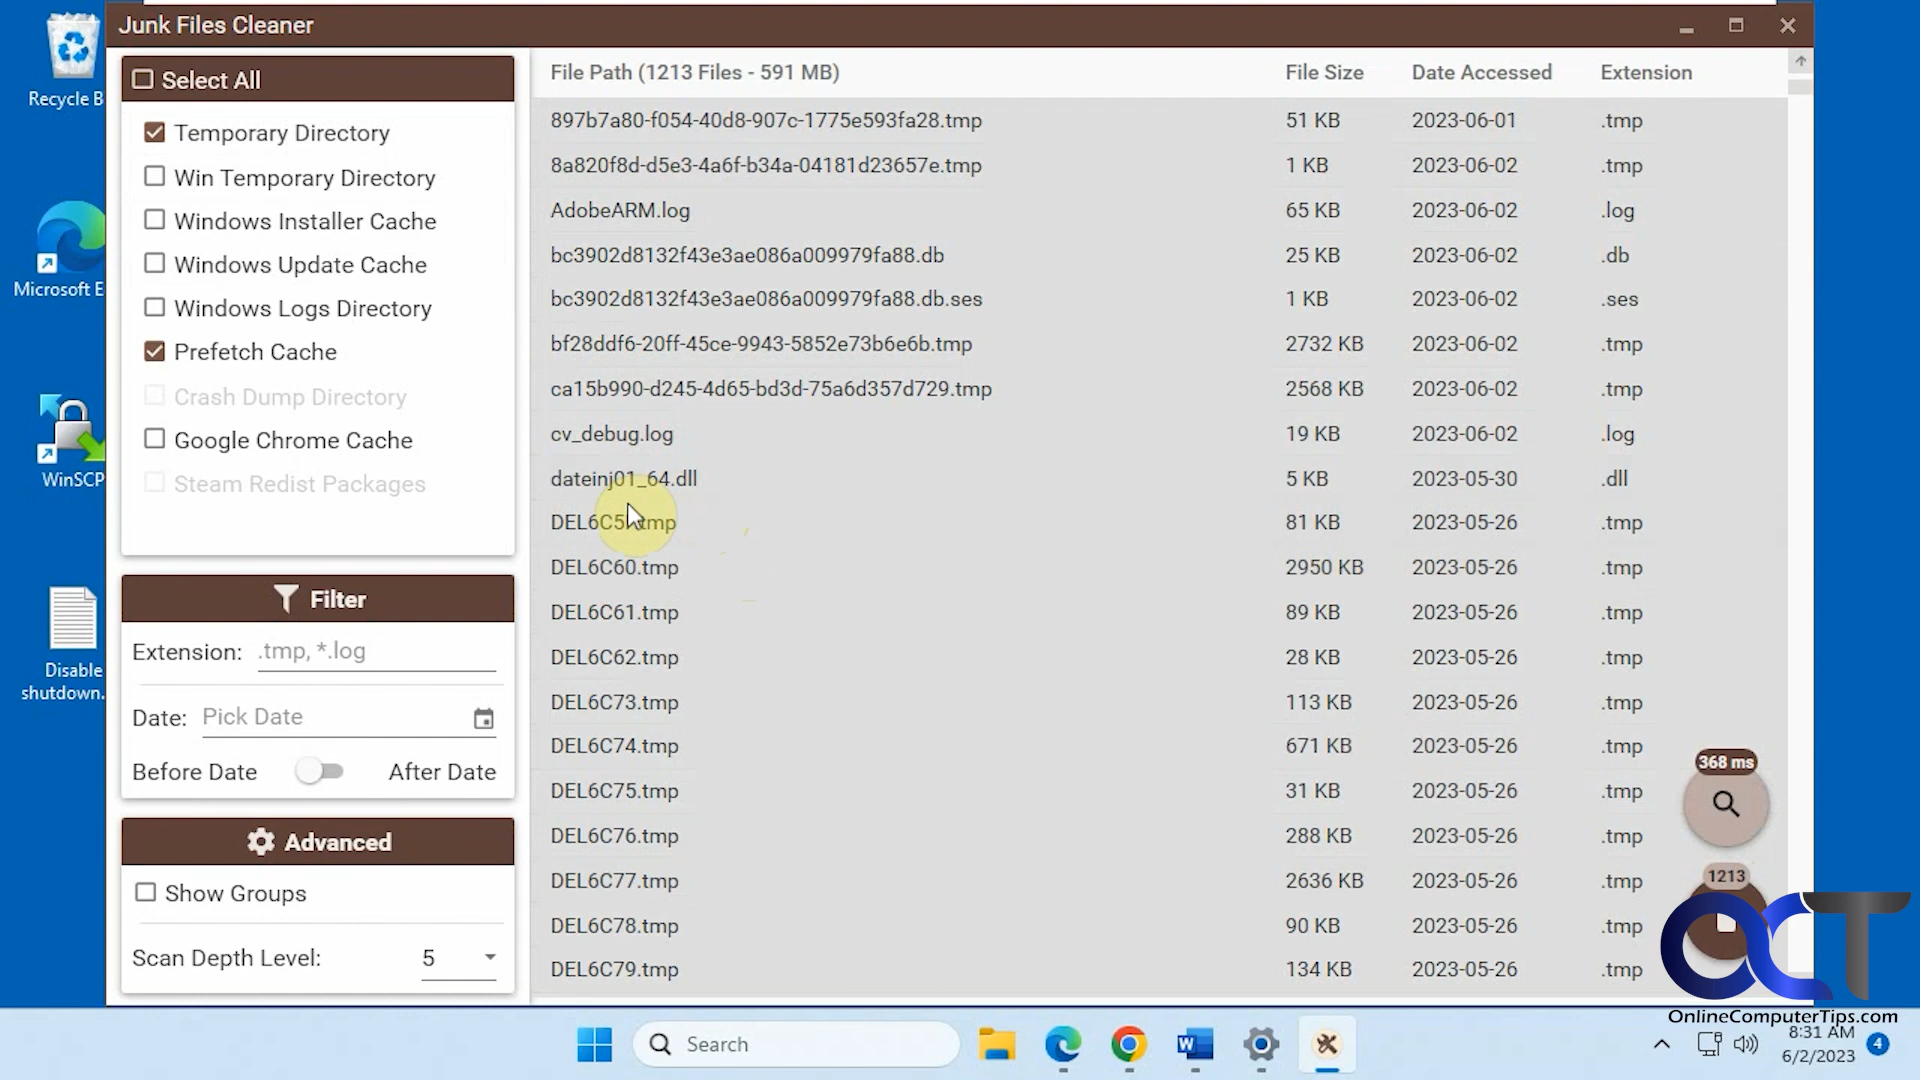 Junk Files Cleaner
Recycle B
Microsoft E
WinSCP
Disable
shutdown.
Select All
Temporary Directory
Win Temporary Directory
Windows Installer Cache
Windows Update Cache
Windows Logs Directory
Prefetch Cache
Crash Dump Directory
Google Chrome Cache
Steam Redist Packages
Filter
Extension: .tmp, *.log
Date: Pick Date
Before Date After Date
Advanced
Show Groups
Scan Depth Level: 5
File Path (1213 Files - 591 MB) File Size Date Accessed Extension
897b7a80-f054-40d8-907c-1775e593fa28.tmp 51 KB 2023-06-01 .tmp
8a820f8d-d5e3-4a6f-b34a-04181d23657e.tmp 1 KB 2023-06-02 .tmp
AdobeARM.log 65 KB 2023-06-02 .log
bc3902d8132f43e3ae086a009979fa88.db 25 KB 2023-06-02 .db
bc3902d8132f43e3ae086a009979fa88.db.ses 1 KB 2023-06-02 .ses
bf28ddf6-20ff-45ce-9943-5852e73b6e6b.tmp 2732 KB 2023-06-02 .tmp
ca15b990-d245-4d65-bd3d-75a6d357d729.tmp 2568 KB 2023-06-02 .tmp
cv_debug.log 19 KB 2023-06-02 .log
dateinj01_64.dll 5 KB 2023-05-30 .dll
81 KB 2023-05-26 .tmp
DEL6C60.tmp 2950 KB 2023-05-26 .tmp
DEL6C61.tmp 89 KB 2023-05-26 .tmp
DEL6C62.tmp 28 KB 2023-05-26 .tmp
DEL6C73.tmp 113 KB 2023-05-26 .tmp
DEL6C74.tmp 671 KB 2023-05-26 .tmp
DEL6C75.tmp 31 KB 2023-05-26 .tmp
DEL6C76.tmp 288 KB 2023-05-26 .tmp
DEL6C77.tmp 2636 KB 2023-05-26 .tmp
DEL6C78.tmp 90 KB 2023-05-26 .tmp
DEL6C79.tmp 134 KB 2023-05-26 .tmp
368 ms
1213
OCT
OnlineComputerTips.com
Search
8:31 AM
6/2/2023
4